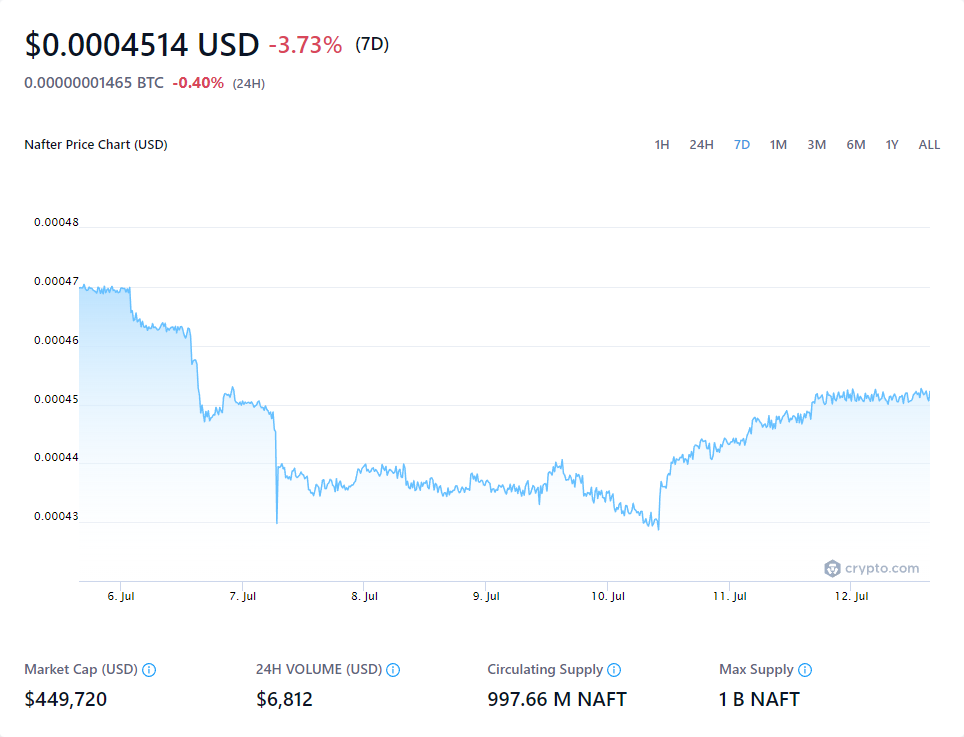 $0.0004514 USD -3.73% (7D)
0.00000001465 BTC -0.40% (24H)
Nafter Price Chart (USD) 1H 24H 7D 1M 3M 6M 1Y ALL
0.00048
0.00047
0.00046
0.00045
0.00044
0.00043
crypto.com
6. Jul 7. Jul 8. Jul 9. Jul 10. Jul 11. Jul 12. Jul
Market Cap (USD) 24H VOLUME (USD) Circulating Supply Max Supply
$449,720 $6,812 997.66 M NAFT 1 B NAFT